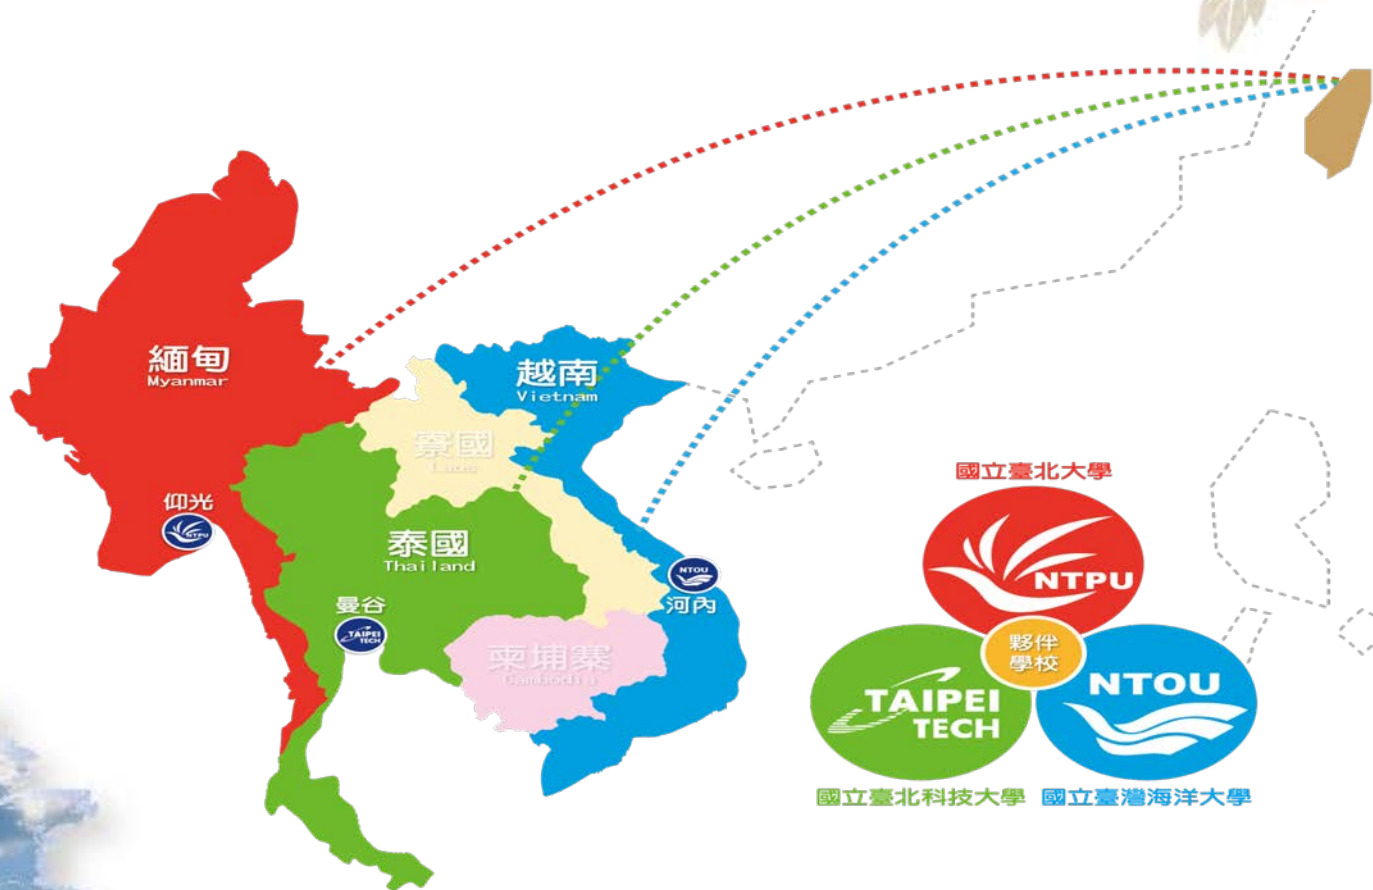 緬甸
Myanmar
越南
Vietnam
寮國
Laos
國立臺北大學
NTPU
仰光
NTPU
泰國
Thailand
NTOU
河內
曼谷
TAIPEI
TECH
柬埔寨
Cambodia
夥伴
學校
TAIPEI
TECH
NTOU
國立臺北科技大學
國立臺灣海洋大學